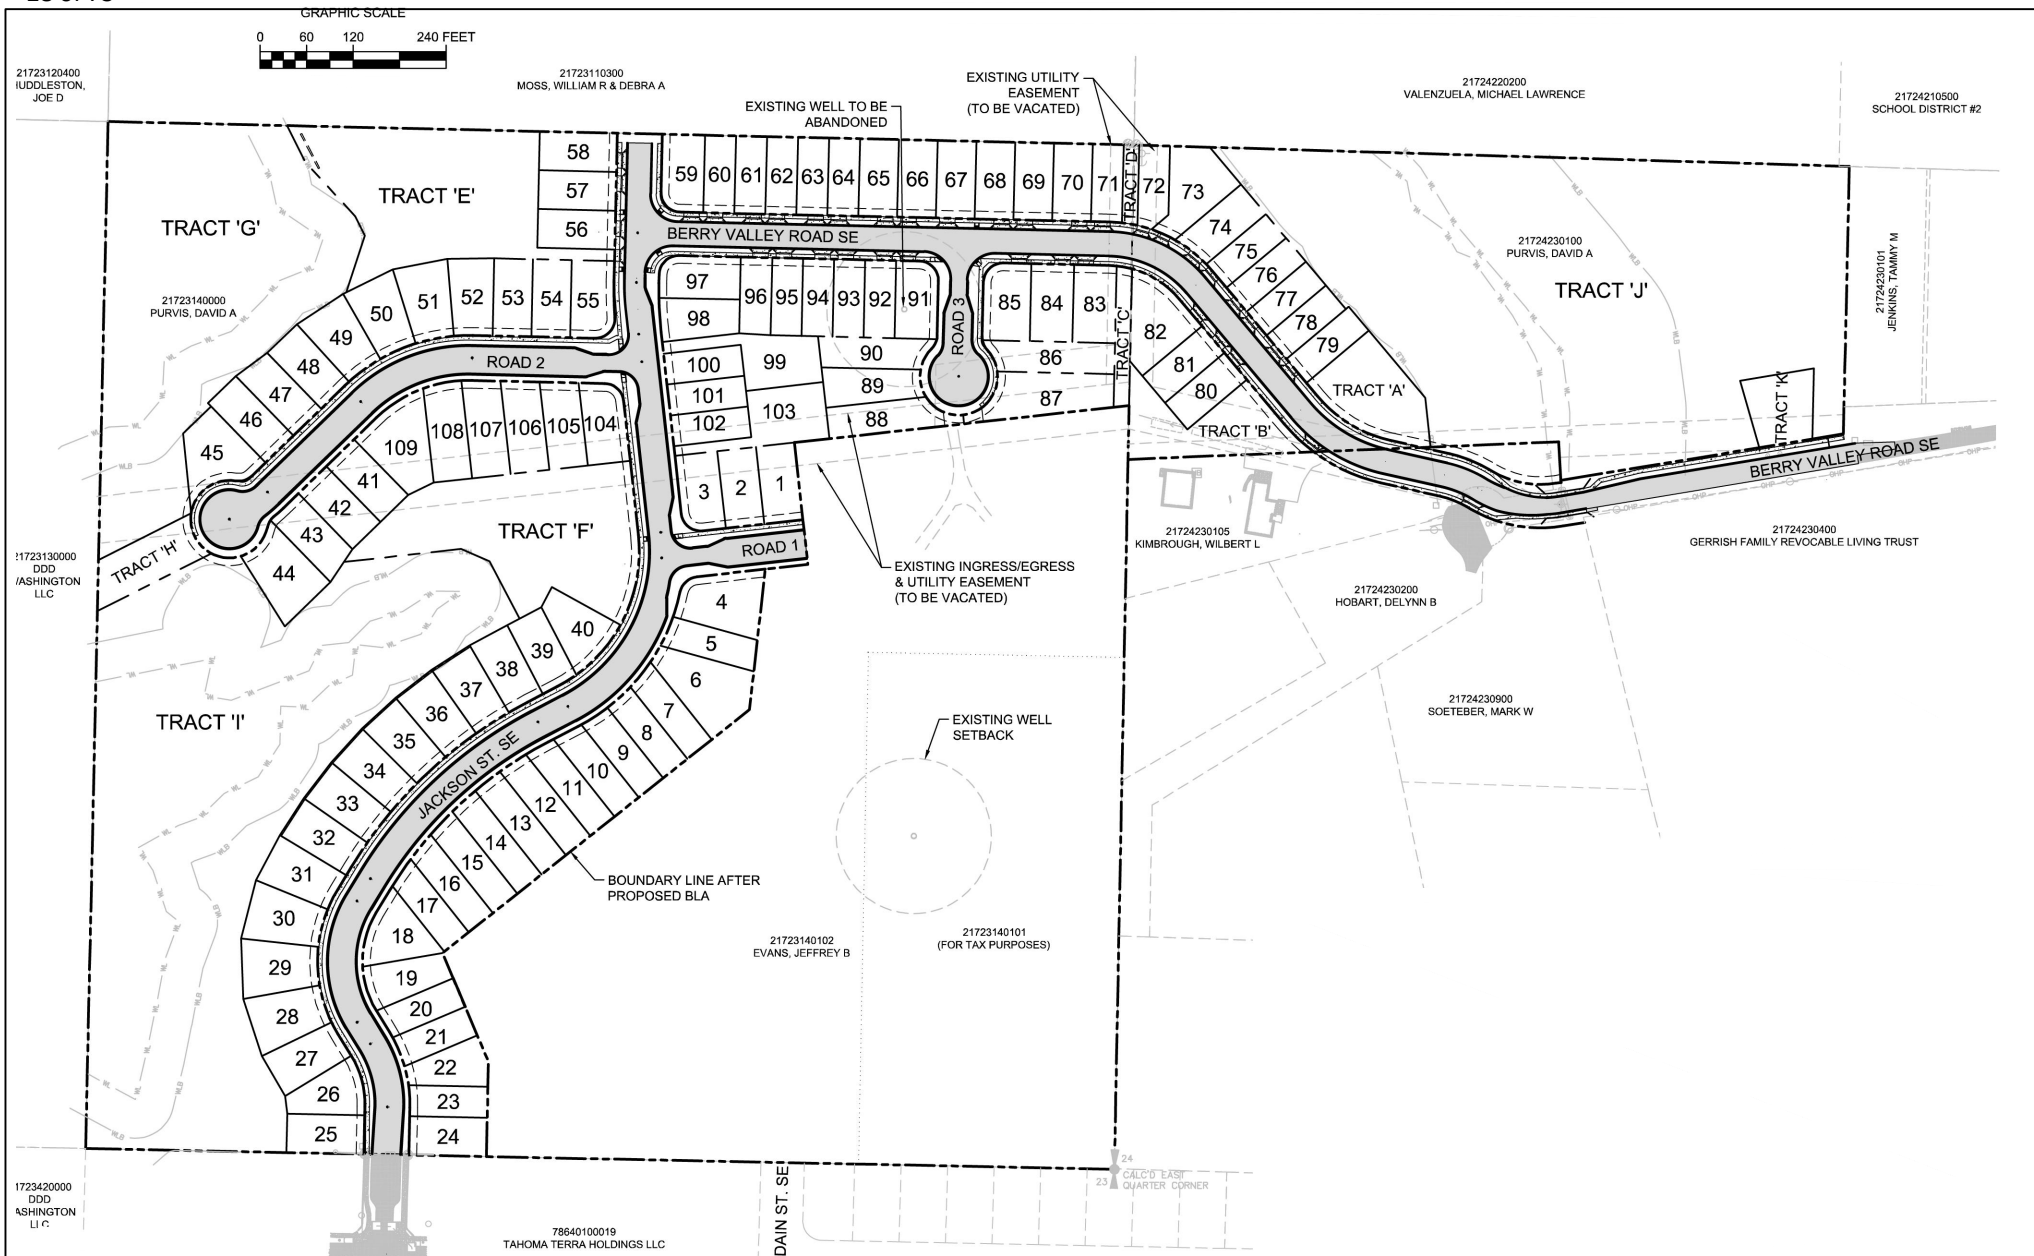 GRAPHIC SCALE
0 60 120 240 FEET
21723120400
JOE D
21723110300
MOSS, WILLIAM R & DEBRA A
EXISTING WELL TO BE
ABANDONED
EXISTING UTILITY
EASEMENT
(TO BE VACATED)
21724220200
VALENZUELA, MICHAEL LAWRENCE
21724210500
SCHOOL DISTRICT #2
TRACT 'G'
TRACT 'E'
58
57
56
59 60 61 62 63 64 65 66 67 68 69 70 71
TRACT 'D'
72
73
74
75
76
77
78
79
BERRY VALLEY ROAD SE
21724230100
PURVIS, DAVID A
TRACT 'J'
21724230101
JENKINS, TAMMY M
21723140000
PURVIS, DAVID A
45
46
47
48
49
50
51
52
53
54
55
97
98
96 95 94 93 92 91
ROAD 3
85 84 83
TRACT 'C'
82
81
80
86
87
90
89
88
99
100
101
102
103
ROAD 2
104
105
106
107
108
109
41
42
43
44
TRACT 'A'
TRACT 'B'
TRACT 'K'
BERRY VALLEY ROAD SE
3 2 1
ROAD 1
TRACT 'F'
TRACT 'H'
DDD
LLC
EXISTING INGRESS/EGRESS
& UTILITY EASEMENT
(TO BE VACATED)
21724230105
KIMBROUGH, WILBERT L
21724230400
GERRISH FAMILY REVOCABLE LIVING TRUST
21724230200
HOBART, DELYNN B
21724230900
SOETEBER, MARK W
4
5
6
7
8
9
10
11
12
13
14
15
16
17
18
19
20
21
22
23
24
40
39
38
37
36
35
34
33
32
31
30
29
28
27
26
25
TRACT 'I'
JACKSON ST. SE
EXISTING WELL
SETBACK
BOUNDARY LINE AFTER
PROPOSED BLA
21723140102
EVANS, JEFFREY B
21723140101
(FOR TAX PURPOSES)
24
23
CALC'D EAST
QUARTER CORNER
DDD
78640100019
TAHOMA TERRA HOLDINGS LLC
DAIN ST. SE
WL
WLB
OHP